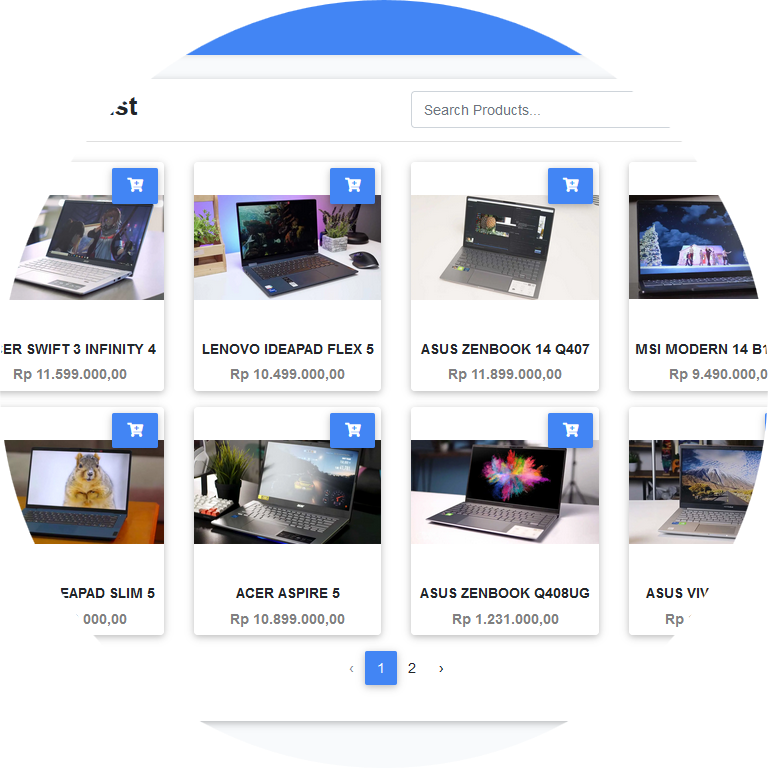 st
Search Products...
ER SWIFT 3 INFINITY 4
LENOVO IDEAPAD FLEX 5
ASUS ZENBOOK 14 Q407
MSI MODERN 14 B1
Rp 11.599.000,00
Rp 10.499.000,00
Rp 11.899.000,00
Rp 9.490.000,0
EAPAD SLIM 5
ACER ASPIRE 5
ASUS ZENBOOK Q408UG
ASUS VIV
000,00
Rp 10.899.000,00
Rp 1.231.000,00
Rp
‹ 1 2 ›